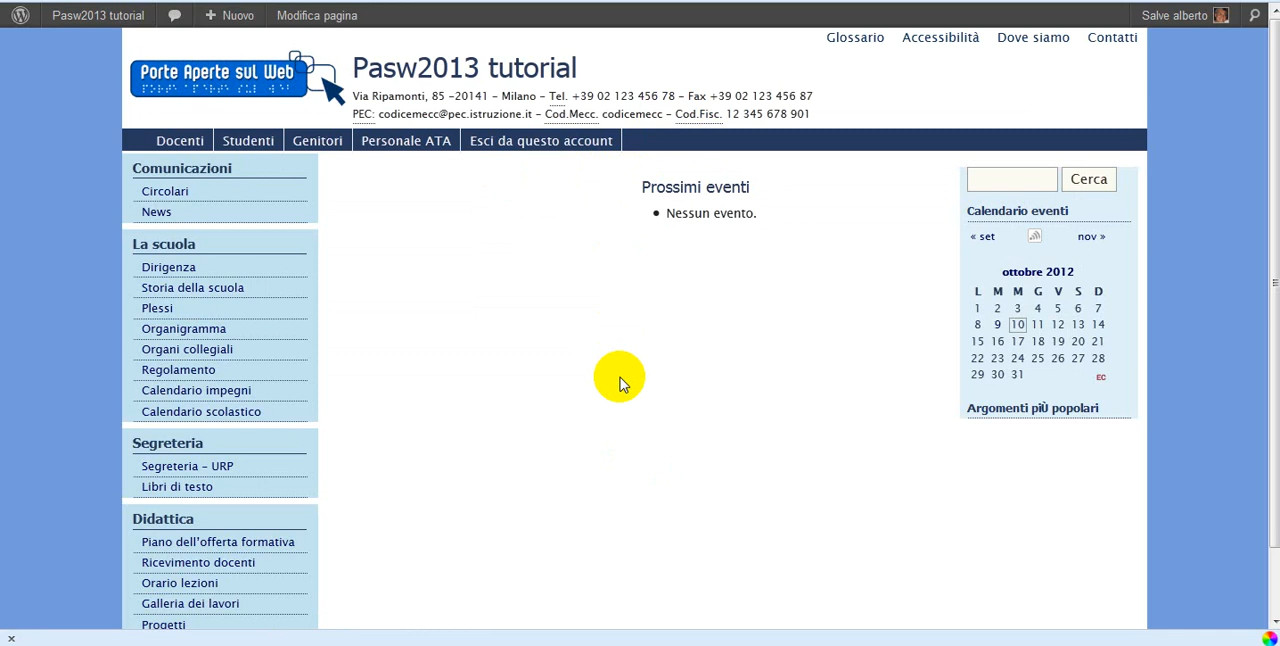 Pasw2013 tutorial
Nuovo
Modifica pagina
Salve alberto
Glossario
Accessibilità
Dove siamo
Contatti
Porte Aperte sul Web
Pasw2013 tutorial
Via Ripamonti, 85 -20141 - Milano - Tel. +39 02 123 456 78 - Fax +39 02 123 456 87
PEC: codicemecc@pec.istruzione.it - Cod.Mecc. codicemecc - Cod.Fisc. 12 345 678 901
Docenti
Studenti
Genitori
Personale ATA
Esci da questo account
Comunicazioni
Circolari
News
La scuola
Dirigenza
Storia della scuola
Plessi
Organigramma
Organi collegiali
Regolamento
Calendario impegni
Calendario scolastico
Segreteria
Segreteria – URP
Libri di testo
Didattica
Piano dell’offerta formativa
Ricevimento docenti
Orario lezioni
Galleria dei lavori
Progetti
Prossimi eventi
Nessun evento.
Cerca
Calendario eventi
« set
nov »
ottobre 2012
L M M G V S D
1 2 3 4 5 6 7
8 9 10 11 12 13 14
15 16 17 18 19 20 21
22 23 24 25 26 27 28
29 30 31
EC
Argomenti piÙ popolari